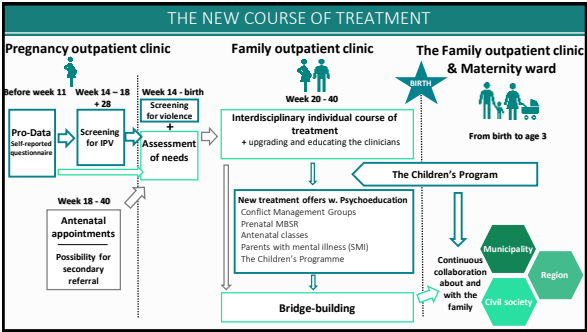 THE NEW COURSE OF TREATMENT
Pregnancy outpatient clinic
Before week 11
Week 14 – 18
+ 28
Week 14 - birth
Pro-Data
Self-reported
questionnaire
Screening
for IPV
Screening
for violence
+
Assessment
of needs
Week 18 - 40
Antenatal
appointments
Possibility for
secondary
referral
Family outpatient clinic
Week 20 - 40
Interdisciplinary individual course of
treatment
+ upgrading and educating the clinicians
New treatment offers w. Psychoeducation
Conflict Management Groups
Prenatal MBSR
Antenatal classes
Parents with mental illness (SMI)
The Children's Programme
Bridge-building
BIRTH
The Family outpatient clinic
& Maternity ward
From birth to age 3
The Children's Program
Continuous
collaboration
about and
with the
family
Municipality
Region
Civil society